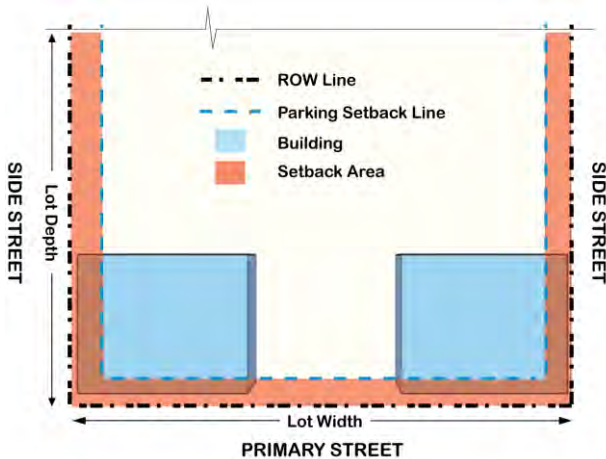 ROW Line
Parking Setback Line
Building
Setback Area
SIDE STREET
Lot Depth
SIDE STREET
Lot Width
PRIMARY STREET